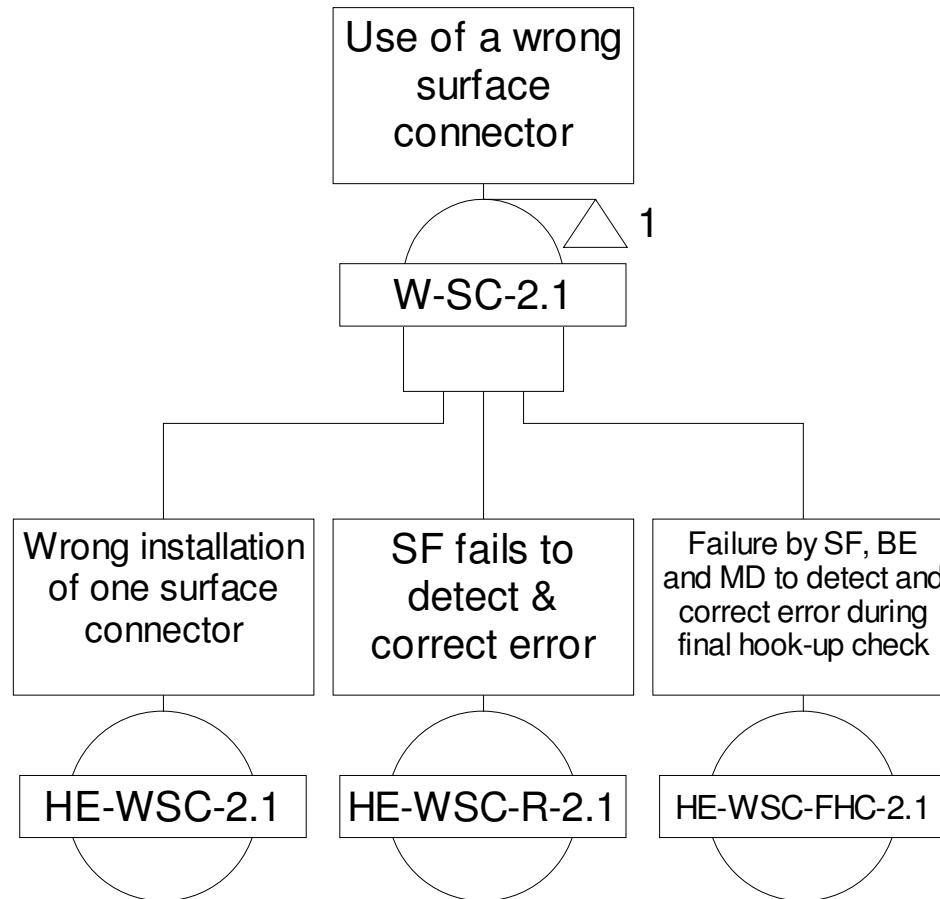 Use of a wrong
surface
connector
1
W-SC-2.1
Wrong installation
of one surface
connector
SF fails to
detect &
correct error
Failure by SF, BE
and MD to detect and
correct error during
final hook-up check
HE-WSC-2.1
HE-WSC-R-2.1
HE-WSC-FHC-2.1